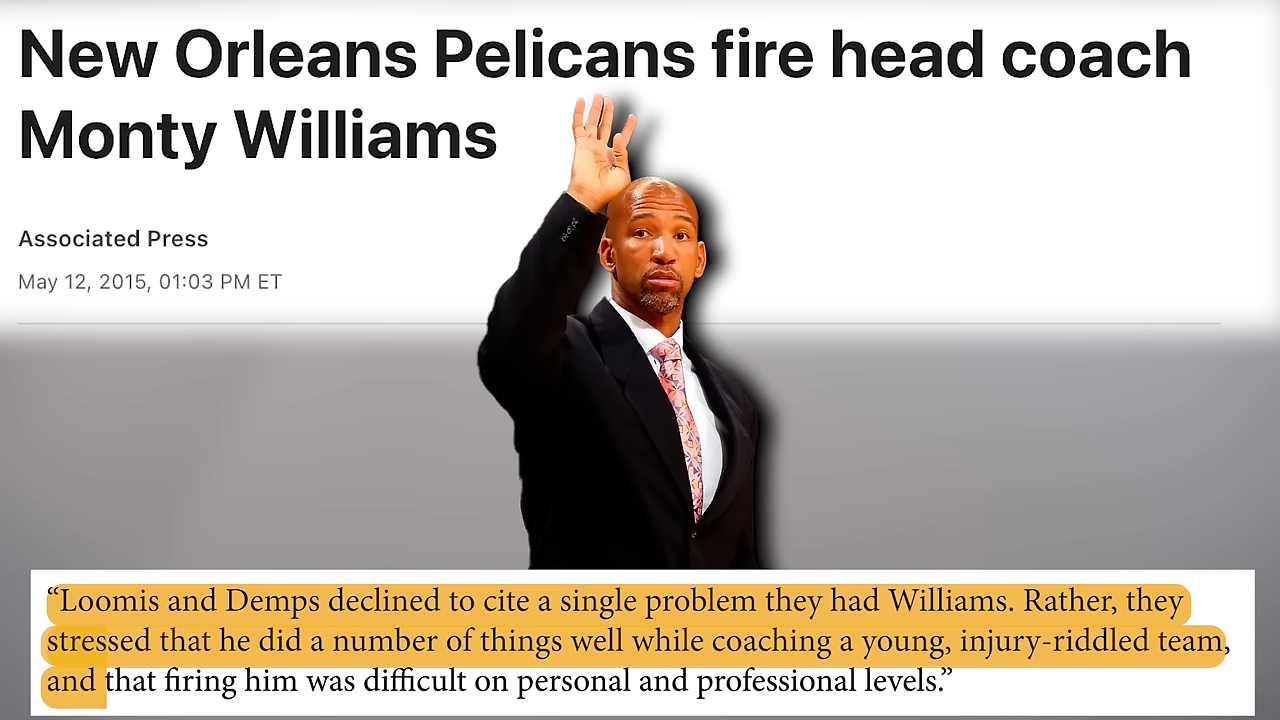 New Orleans Pelicans fire head coach
Monty Williams
Associated Press
May 12, 2015, 01:03 PM ET
“Loomis and Demps declined to cite a single problem they had Williams. Rather, they
stressed that he did a number of things well while coaching a young, injury-riddled team,
and that firing him was difficult on personal and professional levels.”